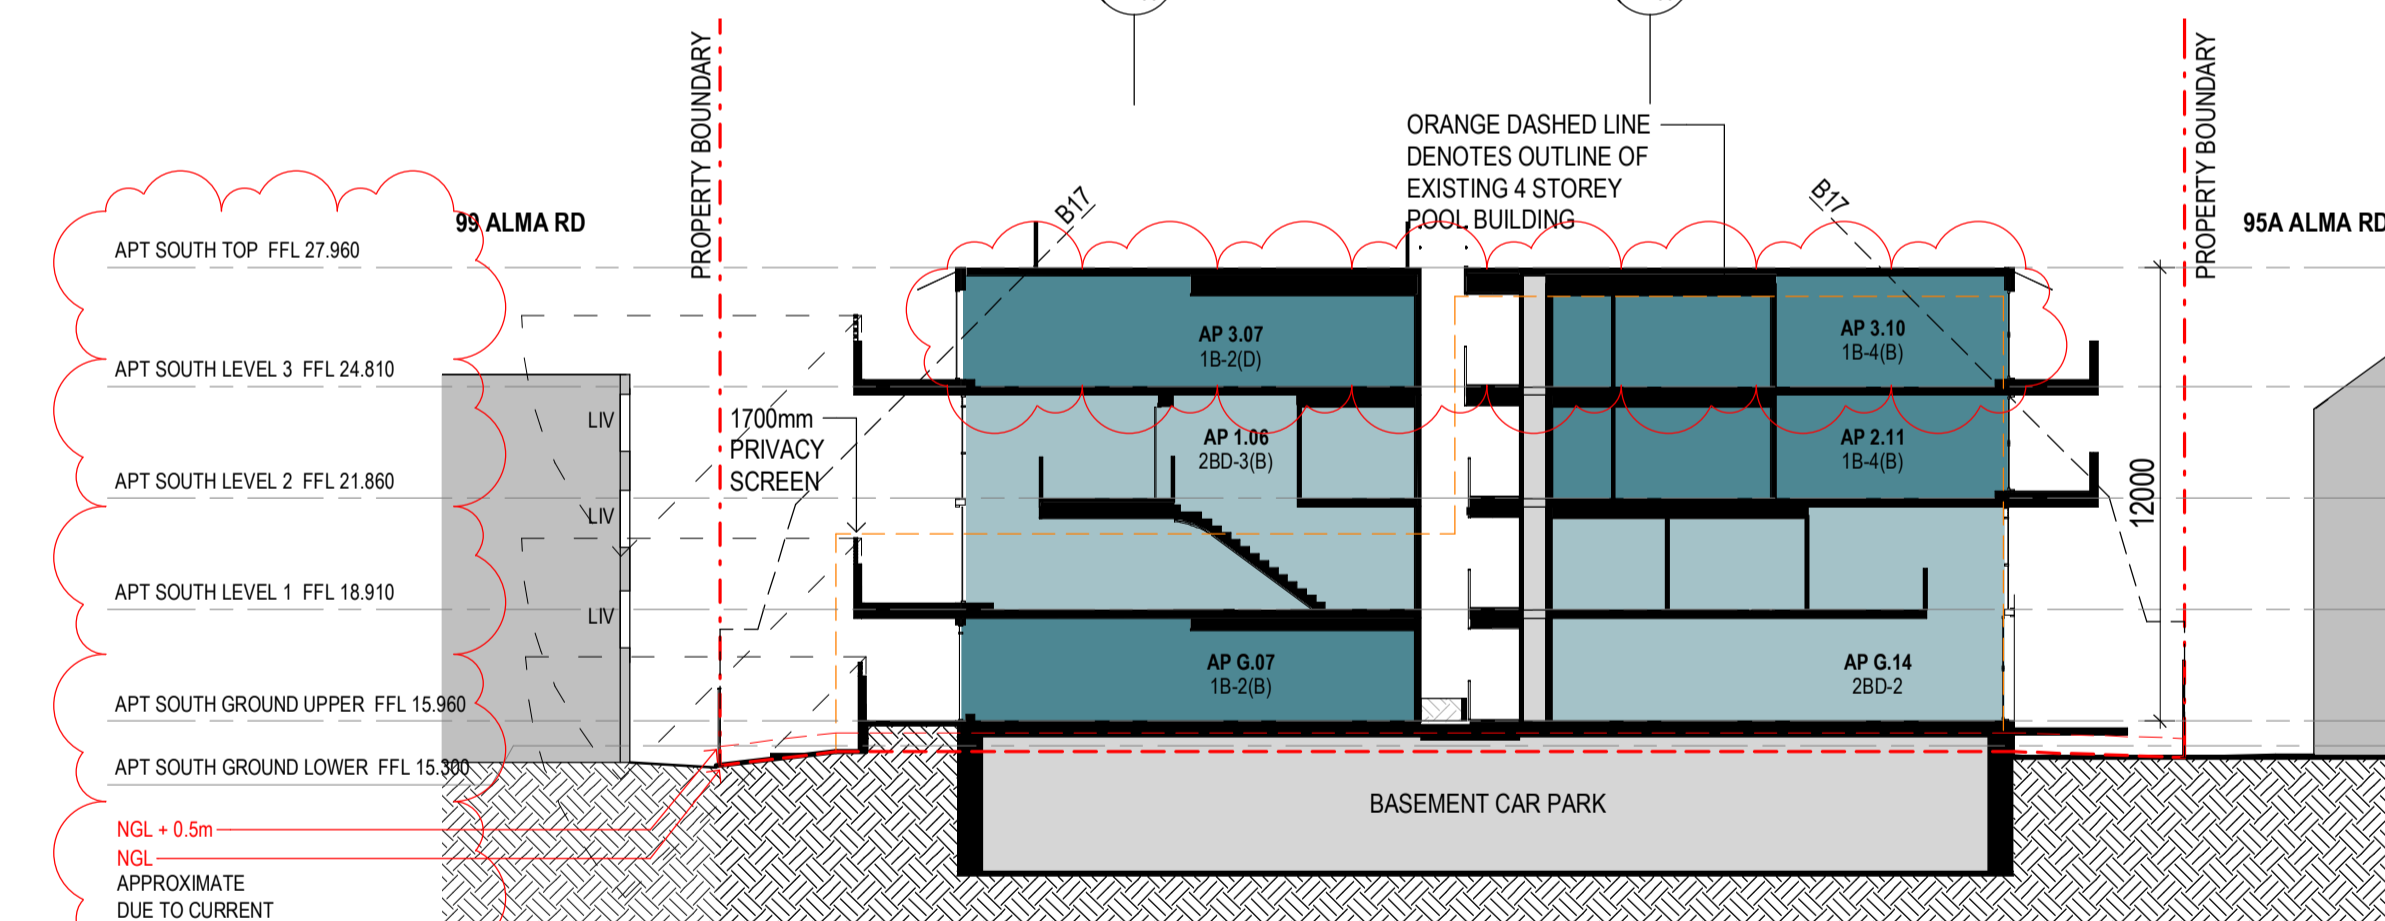 PROPERTY BOUNDARY
PROPERTY BOUNDARY
ORANGE DASHED LINE
DENOTES OUTLINE OF
EXISTING 4 STOREY
POOL BUILDING
B17
B17
99 ALMA RD
95A ALMA RD
APT SOUTH TOP FFL 27.960
APT SOUTH LEVEL 3 FFL 24.810
APT SOUTH LEVEL 2 FFL 21.860
APT SOUTH LEVEL 1 FFL 18.910
APT SOUTH GROUND UPPER FFL 15.960
APT SOUTH GROUND LOWER FFL 15.300
NGL + 0.5m
NGL
APPROXIMATE
DUE TO CURRENT
LIV
LIV
LIV
1700mm
PRIVACY
SCREEN
AP 3.07
1B-2(D)
AP 3.10
1B-4(B)
AP 1.06
2BD-3(B)
AP 2.11
1B-4(B)
AP G.07
1B-2(B)
AP G.14
2BD-2
12000
BASEMENT CAR PARK